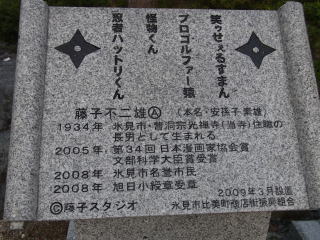 笑ゥせぇるすまん
プロゴルファー猿
怪物くん
忍者ハットリくん
藤子不二雄Ⓐ (本名・安孫子 素雄)
1934年 氷見市・曹洞宗光禅寺(当寺)住職の
長男として生まれる
2005年 第34回 日本漫画家協会賞
文部科学大臣賞受賞
2008年 氷見市名誉市民
2008年 旭日小綬章受章
2009年3月設置
Ⓒ藤子スタジオ 氷見市比美町商店街振興組合